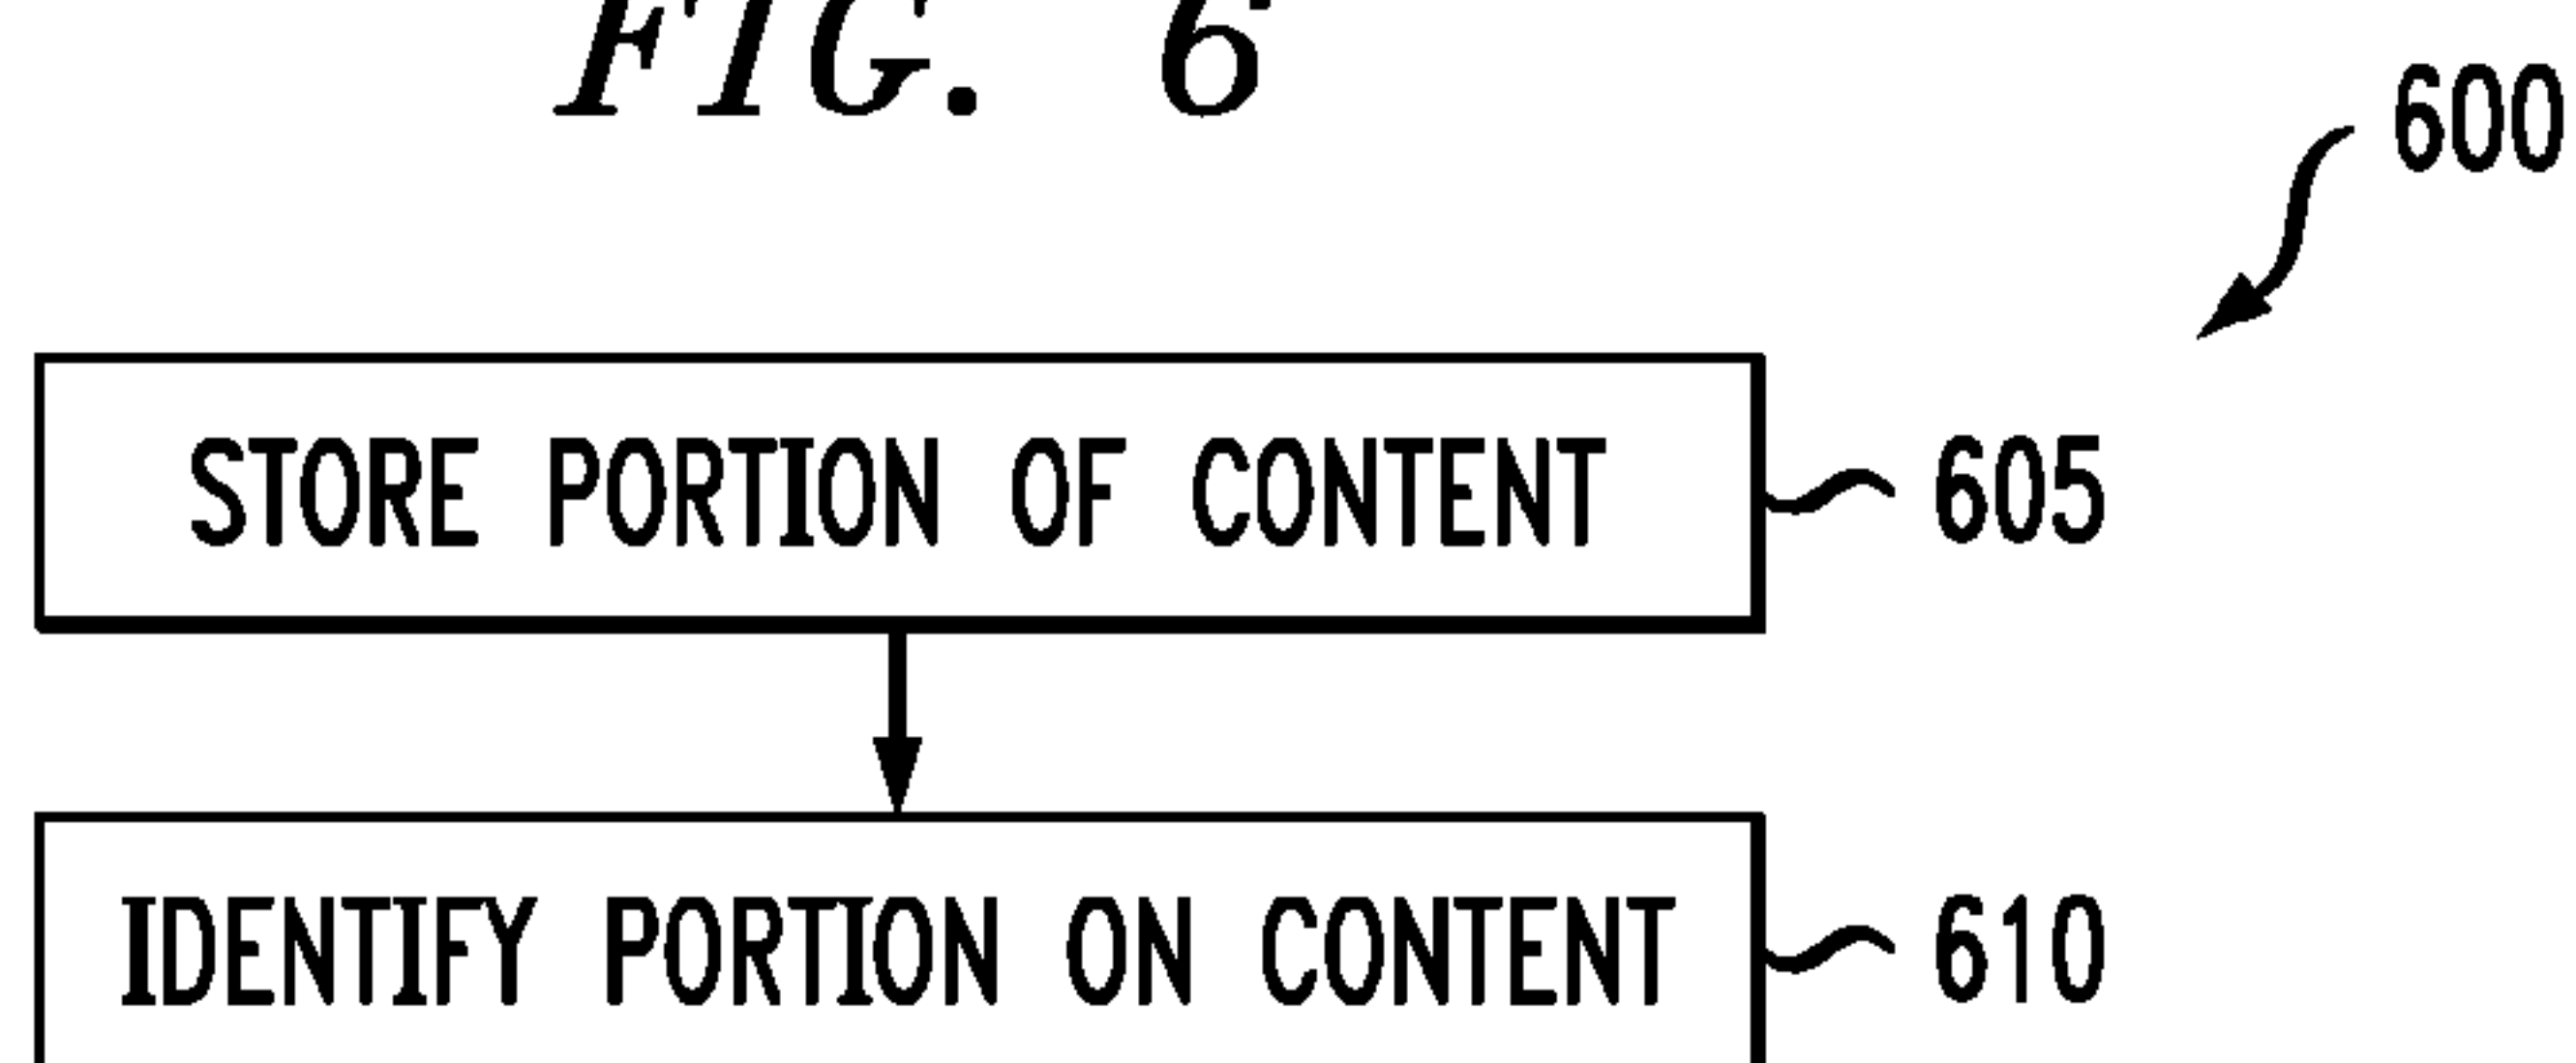 FIG. 6
600
STORE PORTION OF CONTENT 605
IDENTIFY PORTION ON CONTENT 610